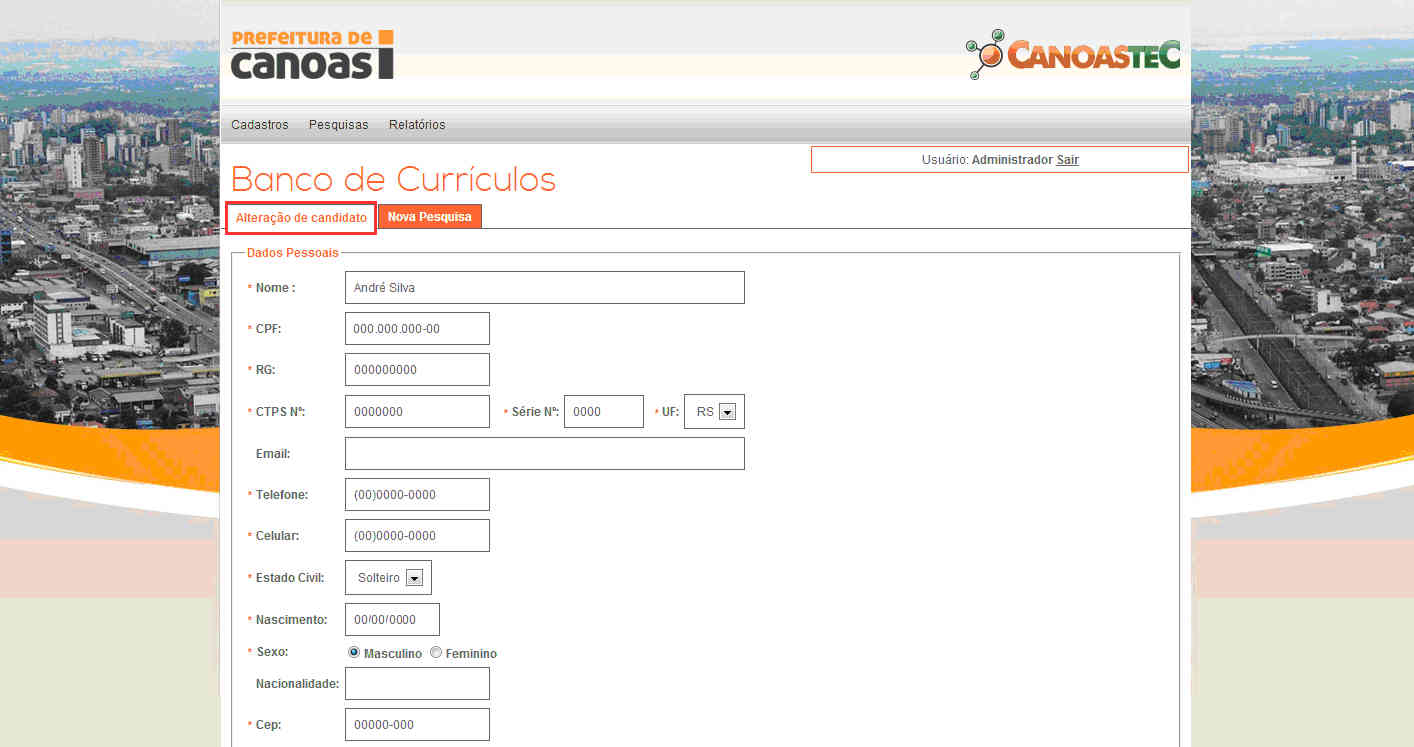 PREFEITURA DE
canoas
CANOASTEC
Cadastros Pesquisas Relatórios
Usuário: Administrador Sair
Banco de Currículos
Alteração de candidato Nova Pesquisa
Dados Pessoais
* Nome : André Silva
* CPF: 000.000.000-00
* RG: 000000000
* CTPS Nº: 0000000 * Série Nº: 0000 * UF: RS
Email:
* Telefone: (00)0000-0000
* Celular: (00)0000-0000
* Estado Civil: Solteiro
* Nascimento: 00/00/0000
* Sexo: Masculino Feminino
Nacionalidade:
* Cep: 00000-000